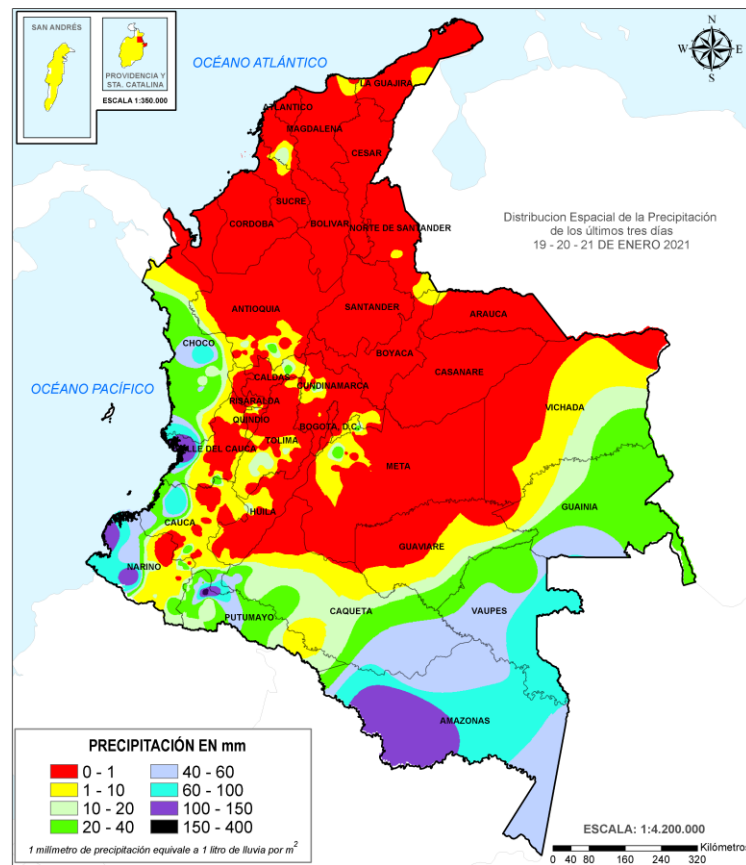 SAN ANDRÉS
PROVIDENCIA Y
STA. CATALINA
ESCALA 1:350.000
OCÉANO ATLÁNTICO
N
W E
S
LA GUAJIRA
ATLANTICO
MAGDALENA
CESAR
SUCRE
CORDOBA
BOLIVAR
NORTE DE SANTANDER
Distribucion Espacial de la Precipitación
de los últimos tres días
19 - 20 - 21 DE ENERO 2021
ANTIOQUIA
SANTANDER
ARAUCA
CHOCO
BOYACA
CASANARE
OCÉANO PACÍFICO
CALDAS
CUNDINAMARCA
RISARALDA
VICHADA
QUINDIO
BOGOTA, D.C.
VALLE DEL CAUCA
TOLIMA
META
HUILA
GUAINIA
CAUCA
GUAVIARE
NARINO
CAQUETA
VAUPES
PUTUMAYO
AMAZONAS
PRECIPITACIÓN EN mm
0 - 1
1 - 10
10 - 20
20 - 40
40 - 60
60 - 100
100 - 150
150 - 400
1 milímetro de precipitación equivale a 1 litro de lluvia por m²
ESCALA: 1:4.200.000
Kilómetros
0 40 80 160 240 320